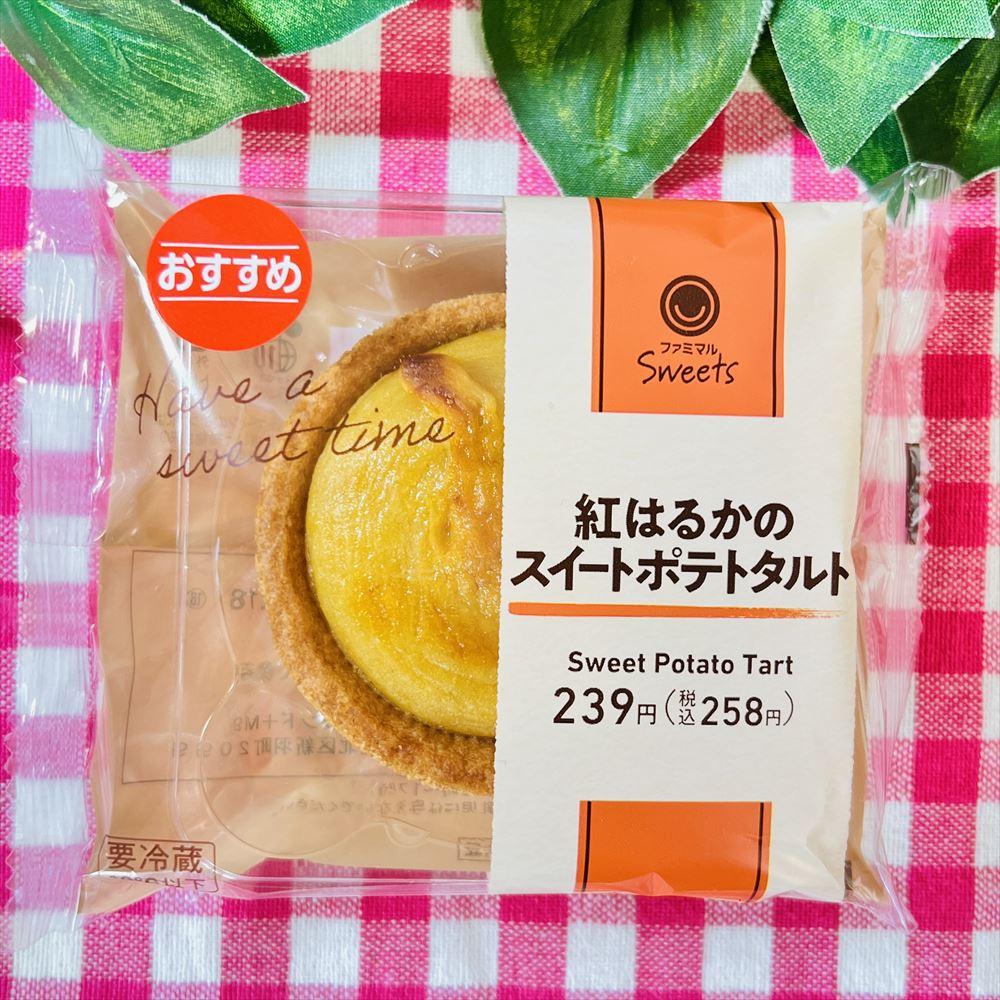 おすすめ
Have a
sweet time
ファミマル
Sweets
紅はるかの
スイートポテトタルト
Sweet Potato Tart
239円(税込258円)
要冷蔵